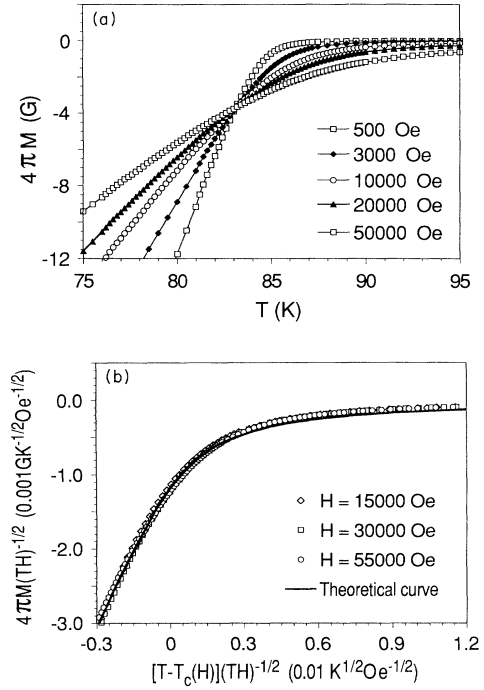 (a)
0
-4
-8
-12
4πM (G)
500 Oe
3000 Oe
10000 Oe
20000 Oe
50000 Oe
75 80 85 90 95
T (K)
(b)
0.0
-1.0
-2.0
-3.0
4πM(TH)^-1/2 (0.001GK^-1/2Oe^-1/2)
H = 15000 Oe
H = 30000 Oe
H = 55000 Oe
Theoretical curve
-0.3 0 0.3 0.6 0.9 1.2
[T-Tc(H)](TH)^-1/2 (0.01 K^1/2Oe^-1/2)